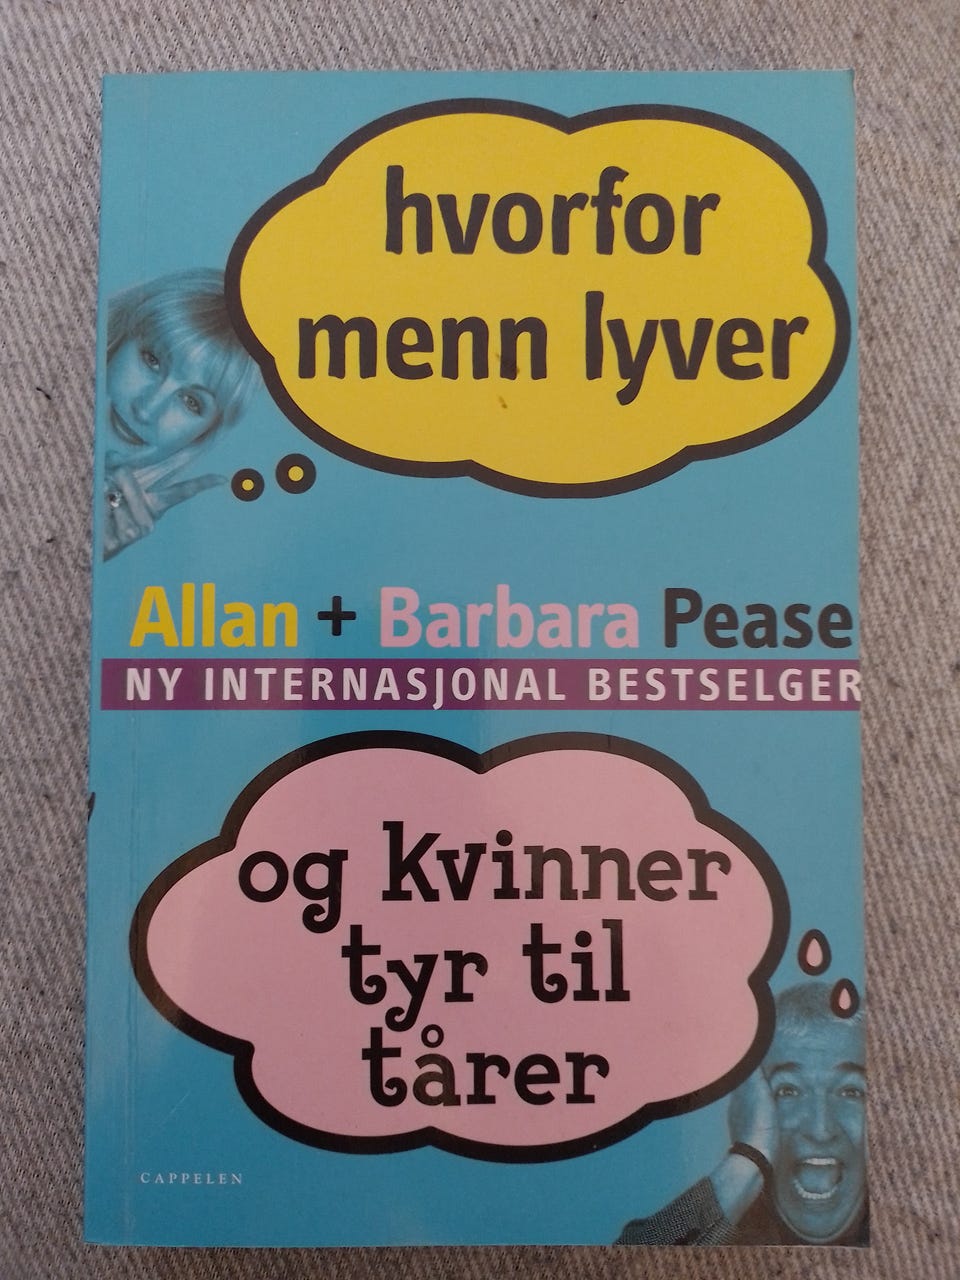 hvorfor
menn lyver
Allan + Barbara Pease
NY INTERNASJONAL BESTSELGER
og kvinner
tyr til
tårer
CAPPELEN